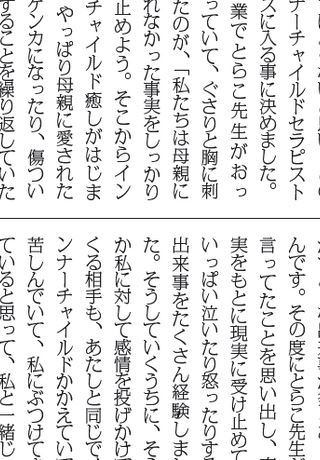 ナーチャイルドセラピスト
スに入る事に決めました。
業でとらこ先生がおっ
っていて、ぐさりと胸に刺
たのが、「私たちは母親に
れなかった事実をしっかり
止めよう。そこからイン
チャイルド癒しがはじま
やっぱり母親に愛された
ケンカになったり、傷つい
することを繰り返していた
んです。その度にとらこ先生が
言ってたことを思い出し、
実をもとに現実に受け止めて
いっぱい泣いたり怒ったりする
出来事をたくさん経験しま
た。そうしていくうちに、そ
か私に対して感情を投げかけて
くる相手も、あたしと同じで、
ンナーチャイルドかかえていて
苦しんでいて、私にぶつけて
ていると思って、私と一緒じ